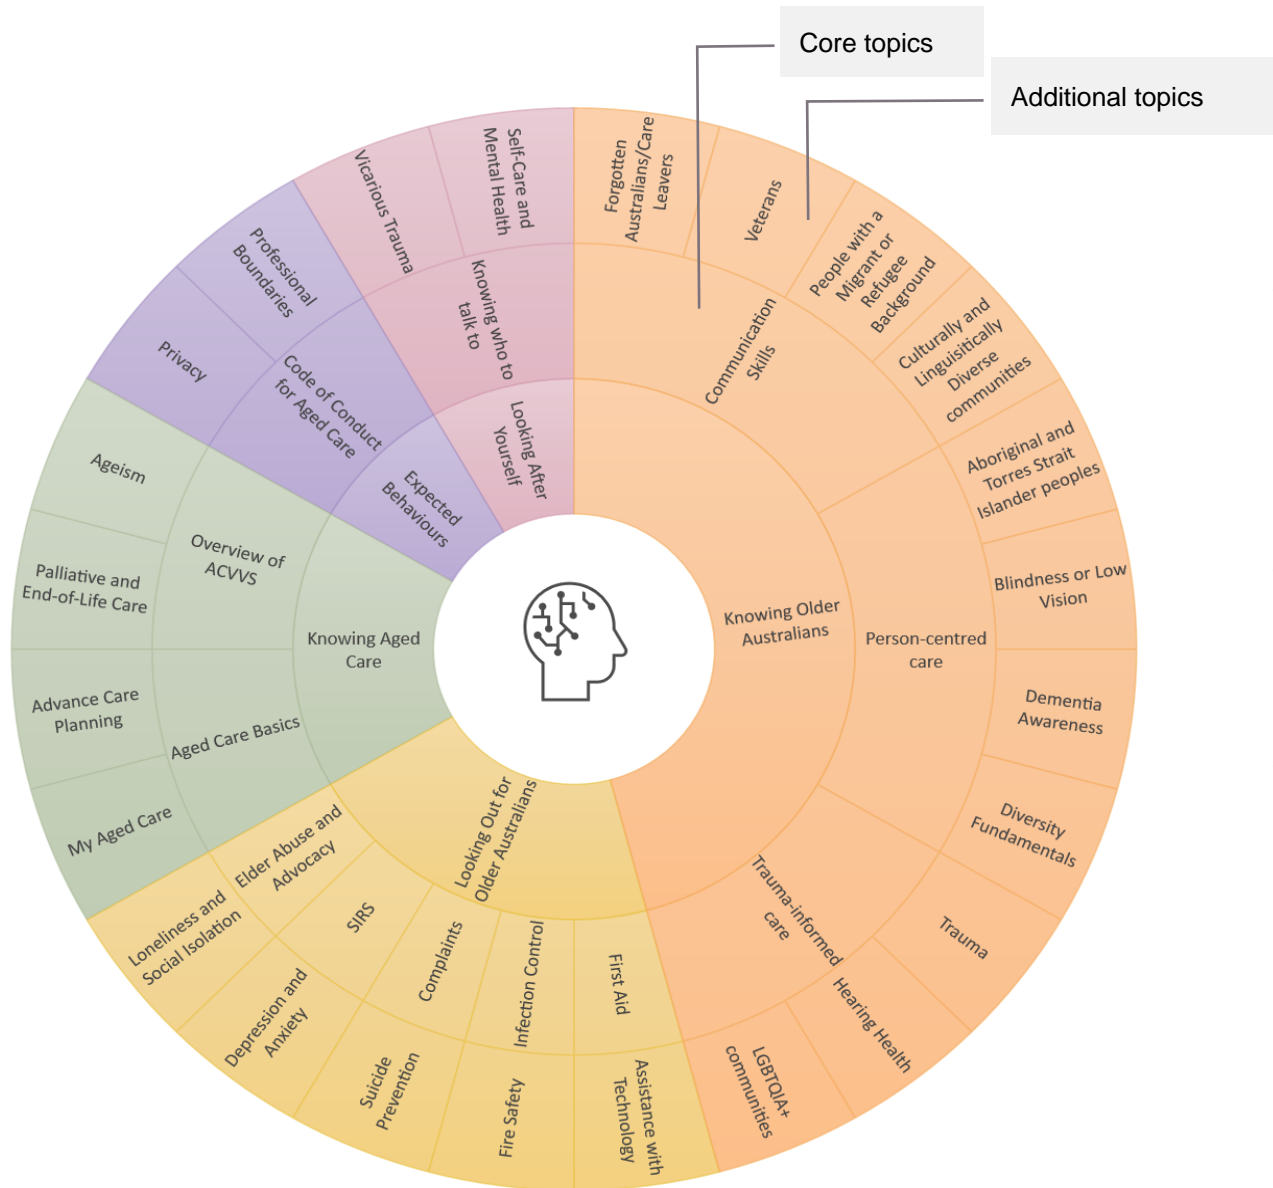 Core topics
Additional topics
Forgotten
Australians/Care
Leavers
Veterans
People with a
Migrant or
Refugee
Background
Culturally and
Linguisitically
Diverse
communities
Aboriginal and
Torres Strait
Islander peoples
Blindness or Low
Vision
Dementia
Awareness
Diversity
Fundamentals
Trauma
Hearing Health
LGBTQIA+
communities
Assistance with
Technology
Fire Safety
Suicide
Prevention
Depression and
Anxiety
Loneliness and
Social Isolation
My Aged Care
Advance Care
Planning
Palliative and
End-of-Life Care
Ageism
Privacy
Professional
Boundaries
Vicarious Trauma
Self-Care and
Mental Health
Communication
Skills
Person-centred
care
Trauma-informed
care
First Aid
Infection Control
Complaints
SIRS
Elder Abuse and
Advocacy
Aged Care Basics
Overview of
ACVVS
Code of Conduct
for Aged Care
Knowing who to
talk to
Knowing Older
Australians
Looking Out for
Older Australians
Knowing Aged
Care
Expected
Behaviours
Looking After
Yourself